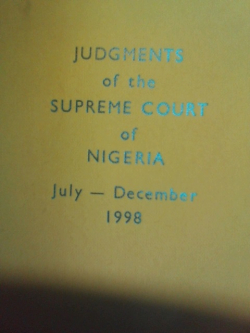 JUDGMENTS
of the
SUPREME COURT
of
NIGERIA
July — December
1998